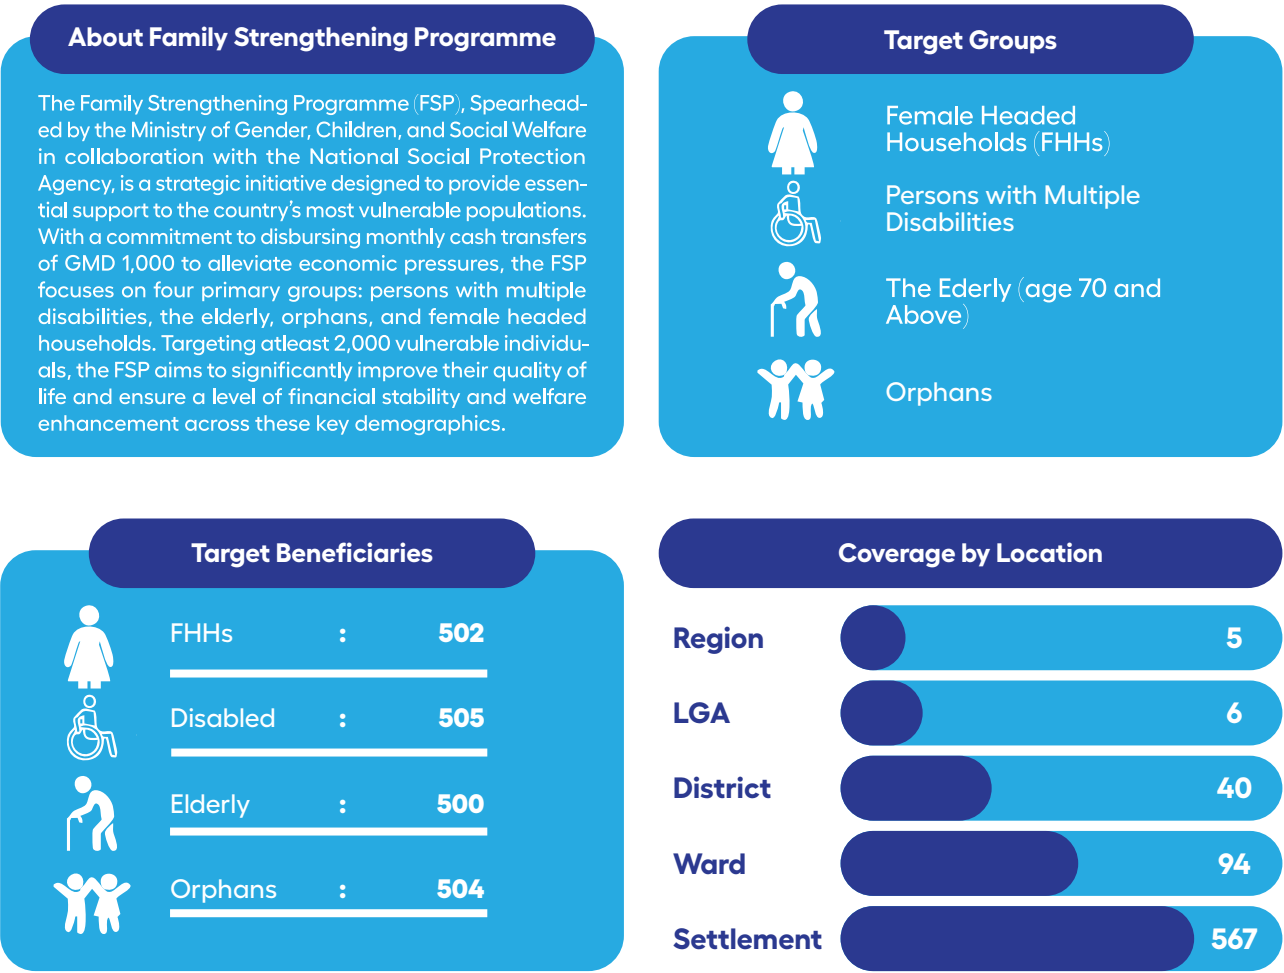 About Family Strengthening Programme
The Family Strengthening Programme (FSP), Spearhead-
ed by the Ministry of Gender, Children, and Social Welfare
in collaboration with the National Social Protection
Agency, is a strategic initiative designed to provide essen-
tial support to the country's most vulnerable populations.
With a commitment to disbursing monthly cash transfers
of GMD 1,000 to alleviate economic pressures, the FSP
focuses on four primary groups: persons with multiple
disabilities, the elderly, orphans, and female headed
households. Targeting atleast 2,000 vulnerable individu-
als, the FSP aims to significantly improve their quality of
life and ensure a level of financial stability and welfare
enhancement across these key demographics.
Target Groups
Female Headed
Households (FHHs)
Persons with Multiple
Disabilities
The Ederly (age 70 and
Above)
Orphans
Target Beneficiaries
FHHs : 502
Disabled : 505
Elderly : 500
Orphans : 504
Coverage by Location
Region 5
LGA 6
District 40
Ward 94
Settlement 567